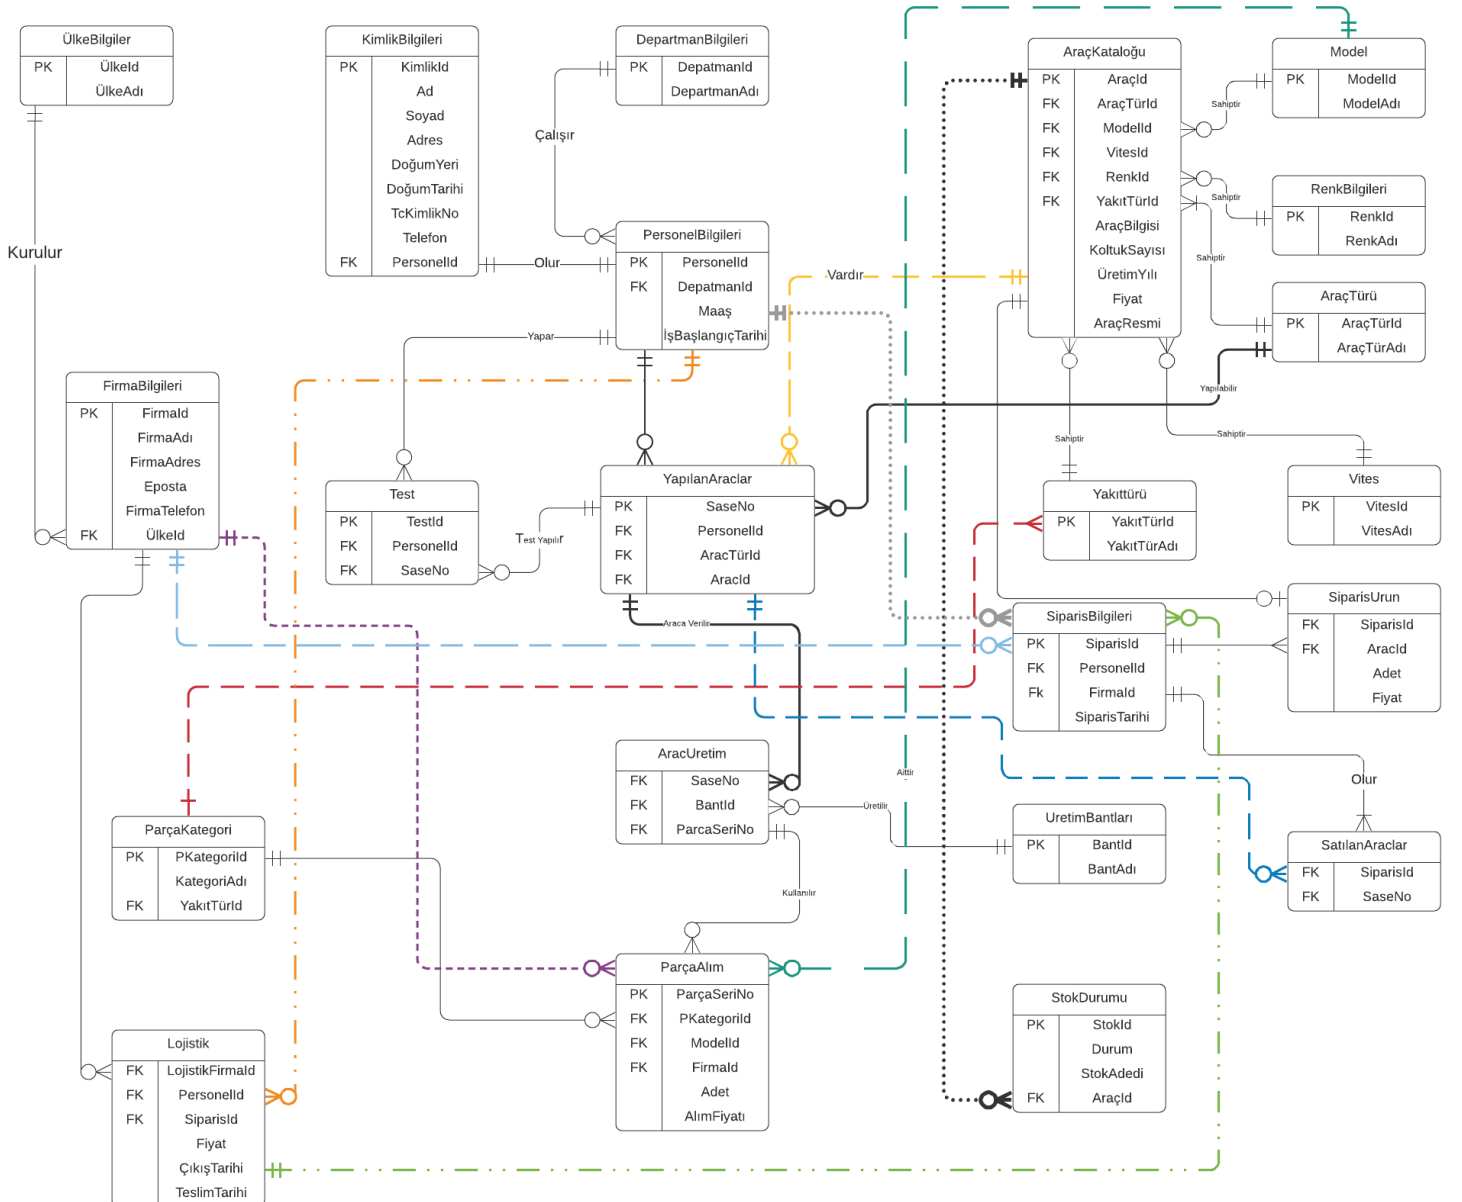 ÜlkeBilgiler
PK ÜlkeId
ÜlkeAdı
Kurulur
KimlikBilgileri
PK KimlikId
Ad
Soyad
Adres
DoğumYeri
DoğumTarihi
TcKimlikNo
Telefon
FK PersonelId
Olur
DepartmanBilgileri
PK DepatmanId
DepartmanAdı
Çalışır
PersonelBilgileri
PK PersonelId
FK DepatmanId
Maaş
İşBaşlangıçTarihi
Yapar
AraçKataloğu
PK AraçId
FK AraçTürId
FK ModelId
FK VitesId
FK RenkId
FK YakıtTürId
AraçBilgisi
KoltukSayısı
ÜretimYılı
Fiyat
AraçResmi
Vardır
Model
PK ModelId
ModelAdı
Sahiptir
RenkBilgileri
PK RenkId
RenkAdı
Sahiptir
Sahiptir
AraçTürü
PK AraçTürId
AraçTürAdı
Yapılabilir
Sahiptir
Sahiptir
FirmaBilgileri
PK FirmaId
FirmaAdı
FirmaAdres
Eposta
FirmaTelefon
FK ÜlkeId
Test
PK TestId
FK PersonelId
FK SaseNo
Test Yapılır
YapılanAraclar
PK SaseNo
FK PersonelId
FK AracTürId
FK AracId
Araca Verilir
Yakıttürü
PK YakıtTürId
YakıtTürAdı
Vites
PK VitesId
VitesAdı
SiparisBilgileri
PK SiparisId
FK PersonelId
Fk FirmaId
SiparisTarihi
SiparisUrun
FK SiparisId
FK AracId
Adet
Fiyat
AracUretim
FK SaseNo
FK BantId
FK ParcaSeriNo
Aittir
Üretilir
Kullanılır
Olur
UretimBantları
PK BantId
BantAdı
SatılanAraclar
FK SiparisId
FK SaseNo
ParçaKategori
PK PKategoriId
KategoriAdı
FK YakıtTürId
ParçaAlım
PK ParçaSeriNo
FK PKategoriId
FK ModelId
FK FirmaId
Adet
AlımFiyatı
StokDurumu
PK StokId
Durum
StokAdedi
FK AraçId
Lojistik
FK LojistikFirmaId
FK PersonelId
FK SiparisId
Fiyat
ÇıkışTarihi
TeslimTarihi